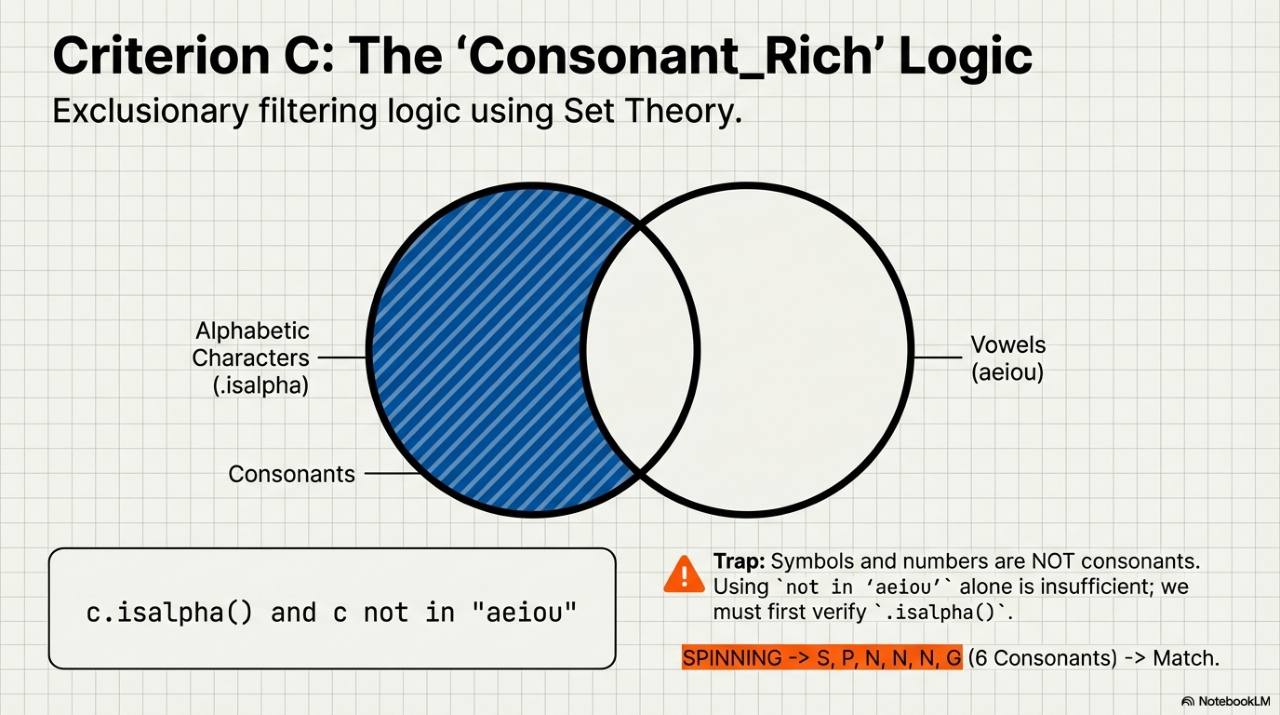 Criterion C: The ‘Consonant_Rich’ Logic
Exclusionary filtering logic using Set Theory.
Alphabetic
Characters
(.isalpha)
Consonants
Vowels
(aeiou)
c.isalpha() and c not in "aeiou"
Trap: Symbols and numbers are NOT consonants.
Using `not in ‘aeiou’` alone is insufficient; we
must first verify `.isalpha()`.
SPINNING -> S, P, N, N, N, G (6 Consonants) -> Match.
NotebookLM